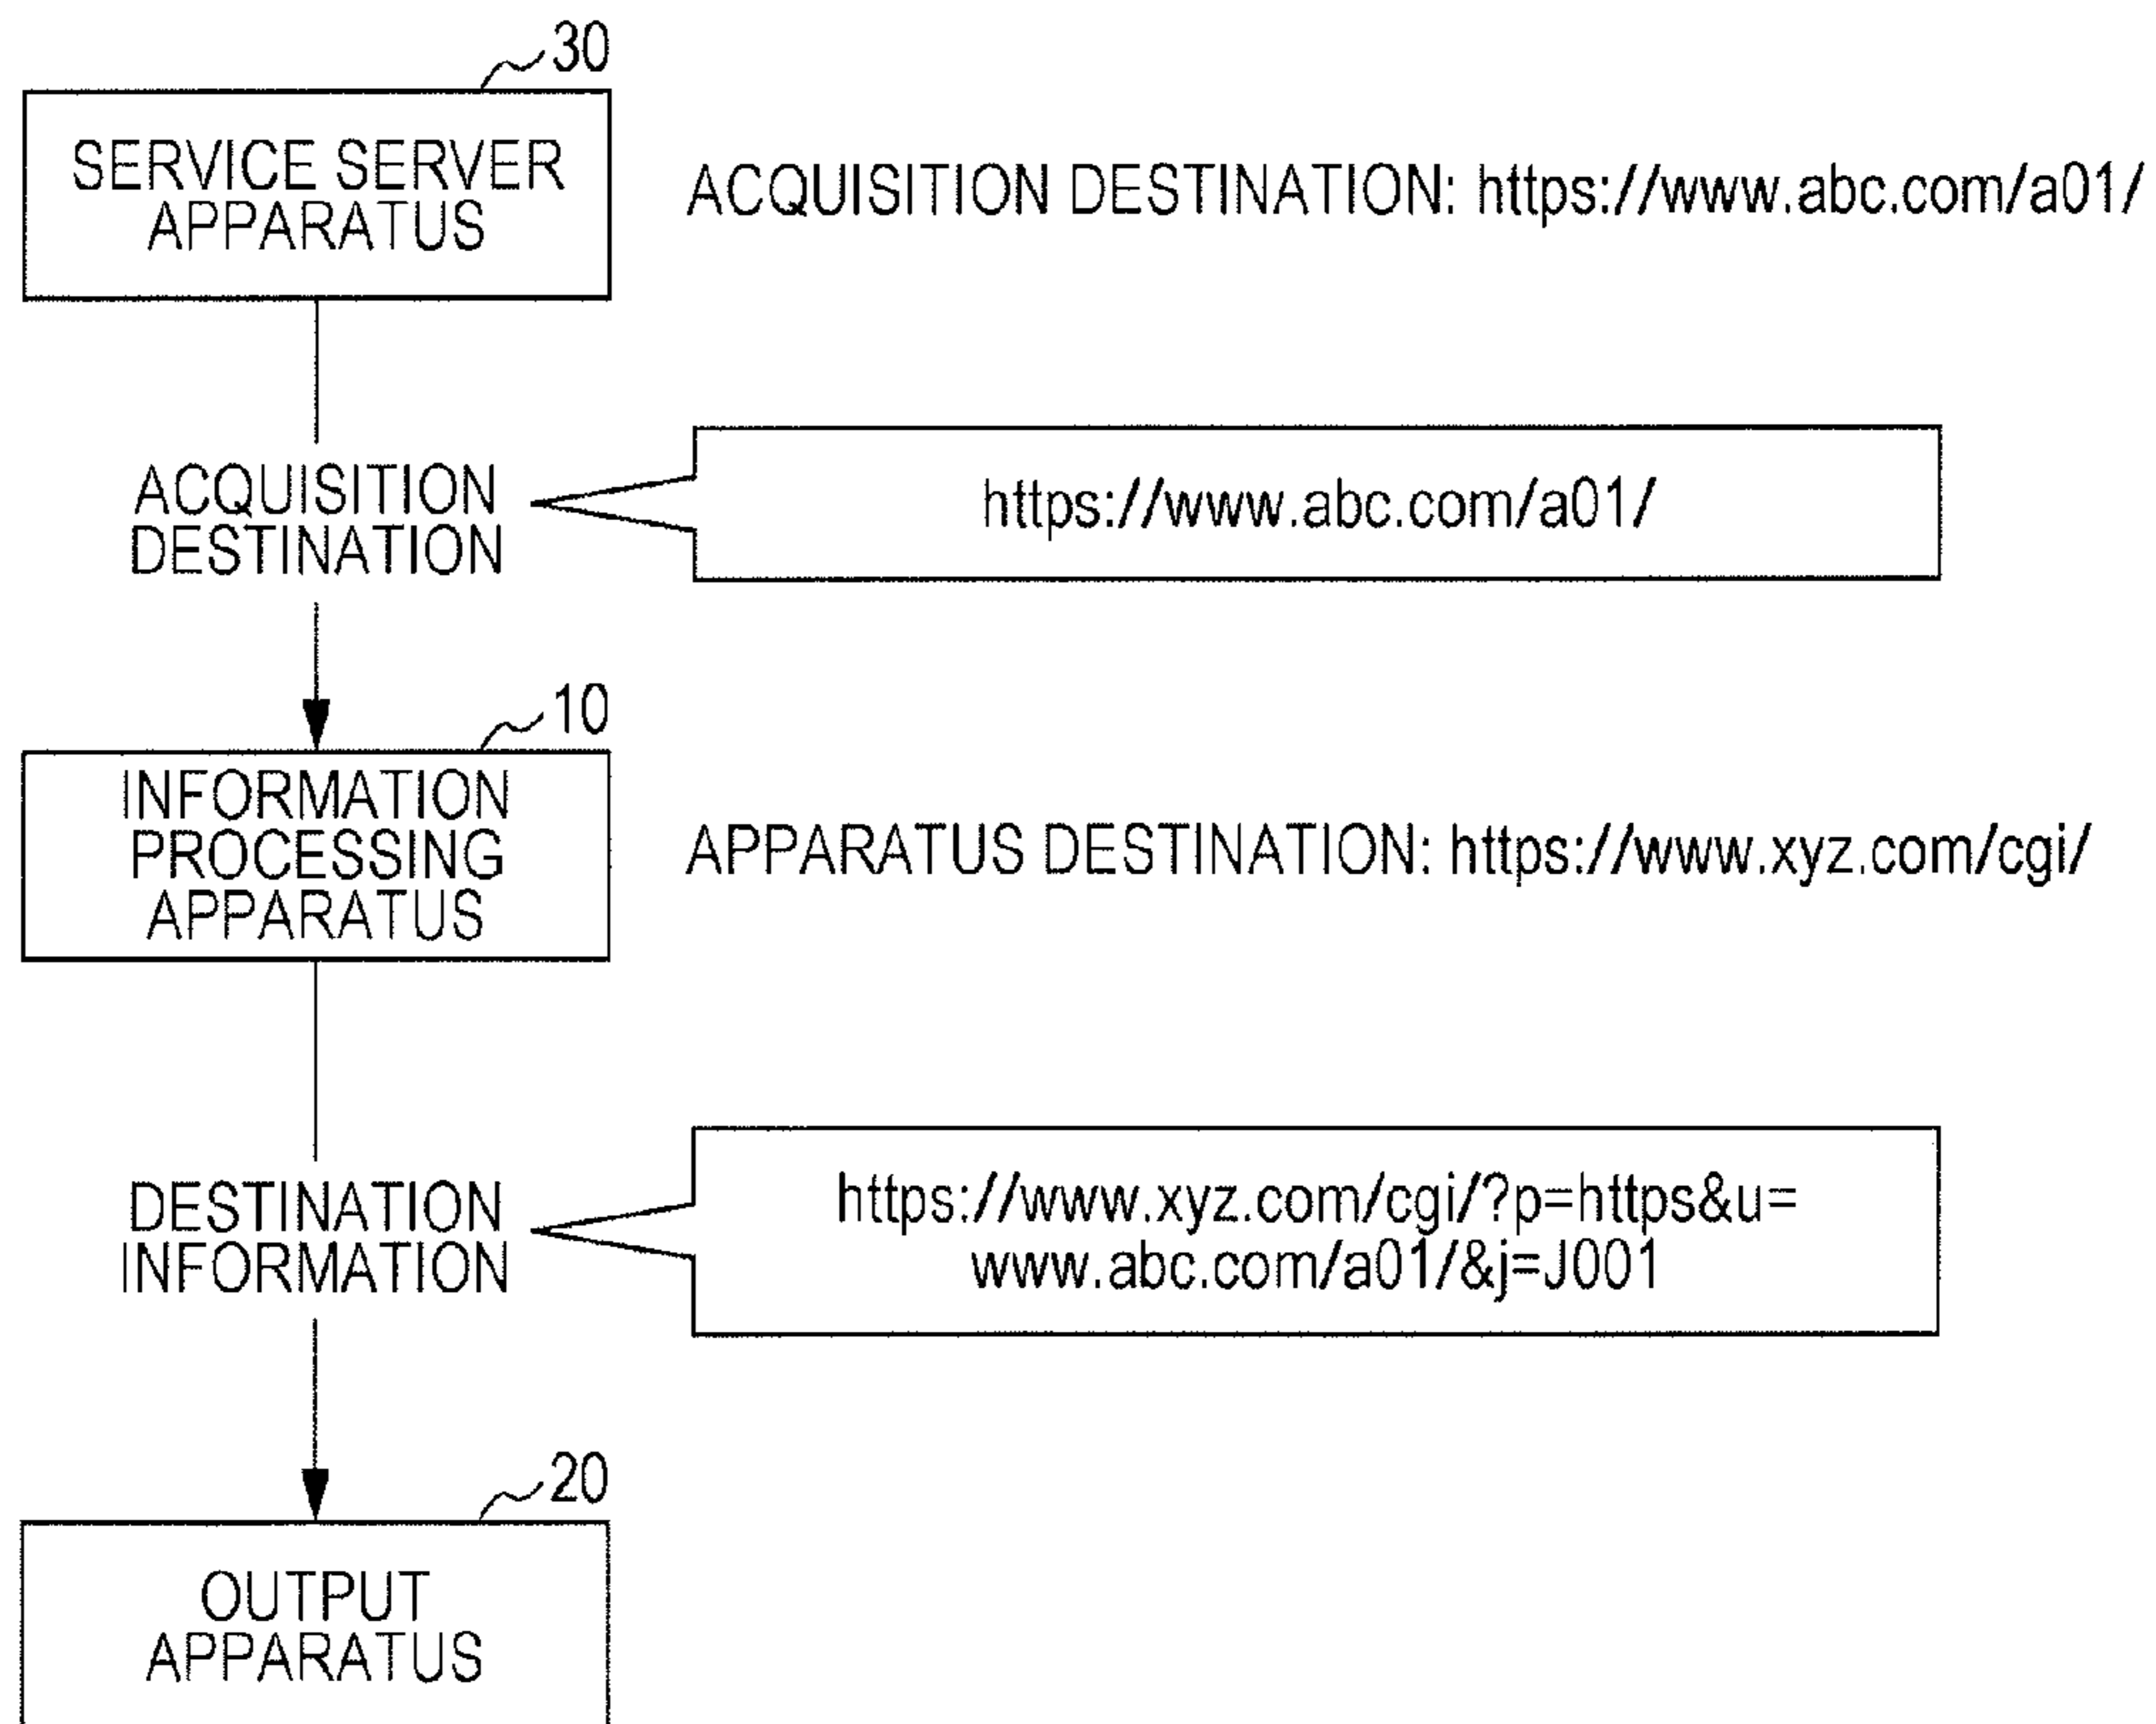 30
SERVICE SERVER
APPARATUS
ACQUISITION DESTINATION: https://www.abc.com/a01/
ACQUISITION
DESTINATION
https://www.abc.com/a01/
10
INFORMATION
PROCESSING
APPARATUS
APPARATUS DESTINATION: https://www.xyz.com/cgi/
DESTINATION
INFORMATION
https://www.xyz.com/cgi/?p=https&u=
www.abc.com/a01/&j=J001
20
OUTPUT
APPARATUS